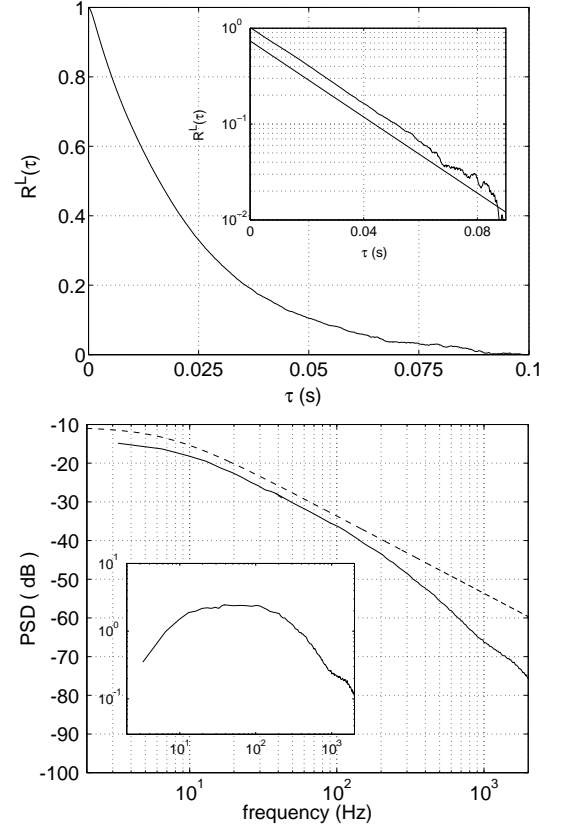 1
0.8
0.6
0.4
0.2
0
R^L(τ)
0 0.025 0.05 0.075 0.1
τ (s)
10^0
10^-1
10^-2
R^L(τ)
0 0.04 0.08
τ (s)
-10
-20
-30
-40
-50
-60
-70
-80
-90
-100
PSD ( dB )
10^1 10^2 10^3
frequency (Hz)
10^1
10^0
10^-1
10^1 10^2 10^3